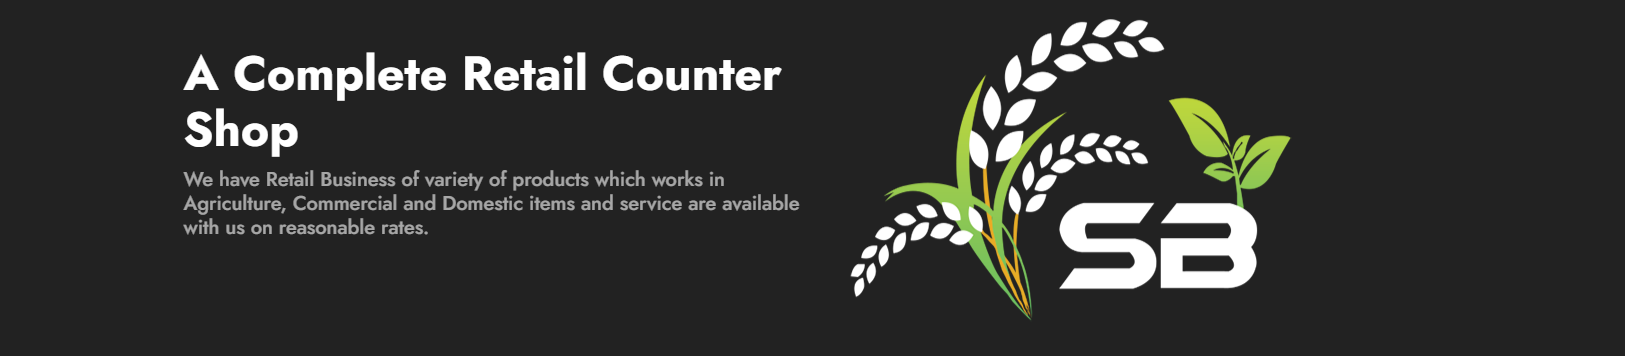 A Complete Retail Counter
Shop
We have Retail Business of variety of products which works in
Agriculture, Commercial and Domestic items and service are available
with us on reasonable rates.
SB